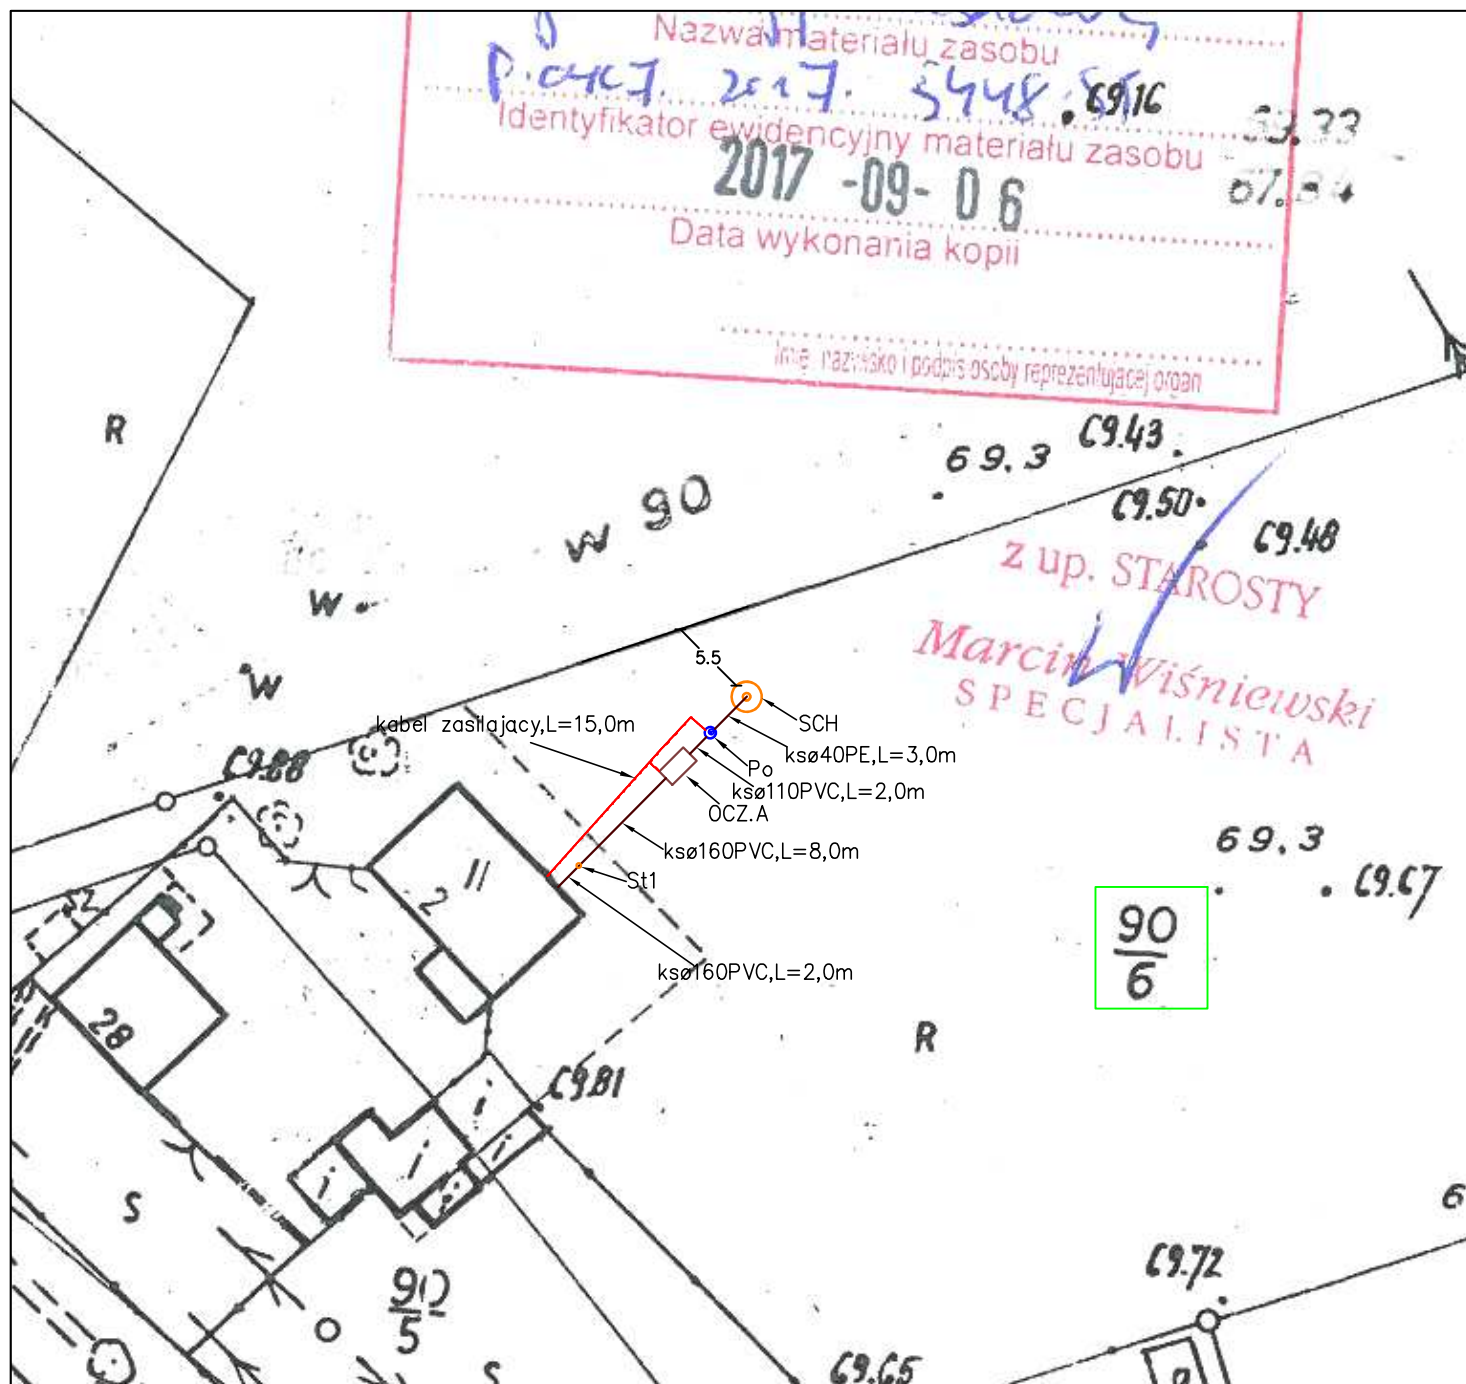 Nazwa materiału zasobu
P.0467. 2017. 5448
69.16
Identyfikator ewidencyjny materiału zasobu
2017 -09- 06
Data wykonania kopii
imię, nazwisko i podpis osoby reprezentującej organ
R
69.43
69.3
W 90
69.50
69.48
z up. STAROSTY
W
Marcin Wiśniewski
SPECJALISTA
W
5.5
SCH
kabel zasilający,L=15,0m
ksø40PE,L=3,0m
Po
69.88
ksø110PVC,L=2,0m
OCZ.A
69.3
ksø160PVC,L=8,0m
St1
II
2
69.67
90
6
ksø160PVC,L=2,0m
28
R
69.81
i
i
i
i
S
6
69.72
90
5
S
69.65